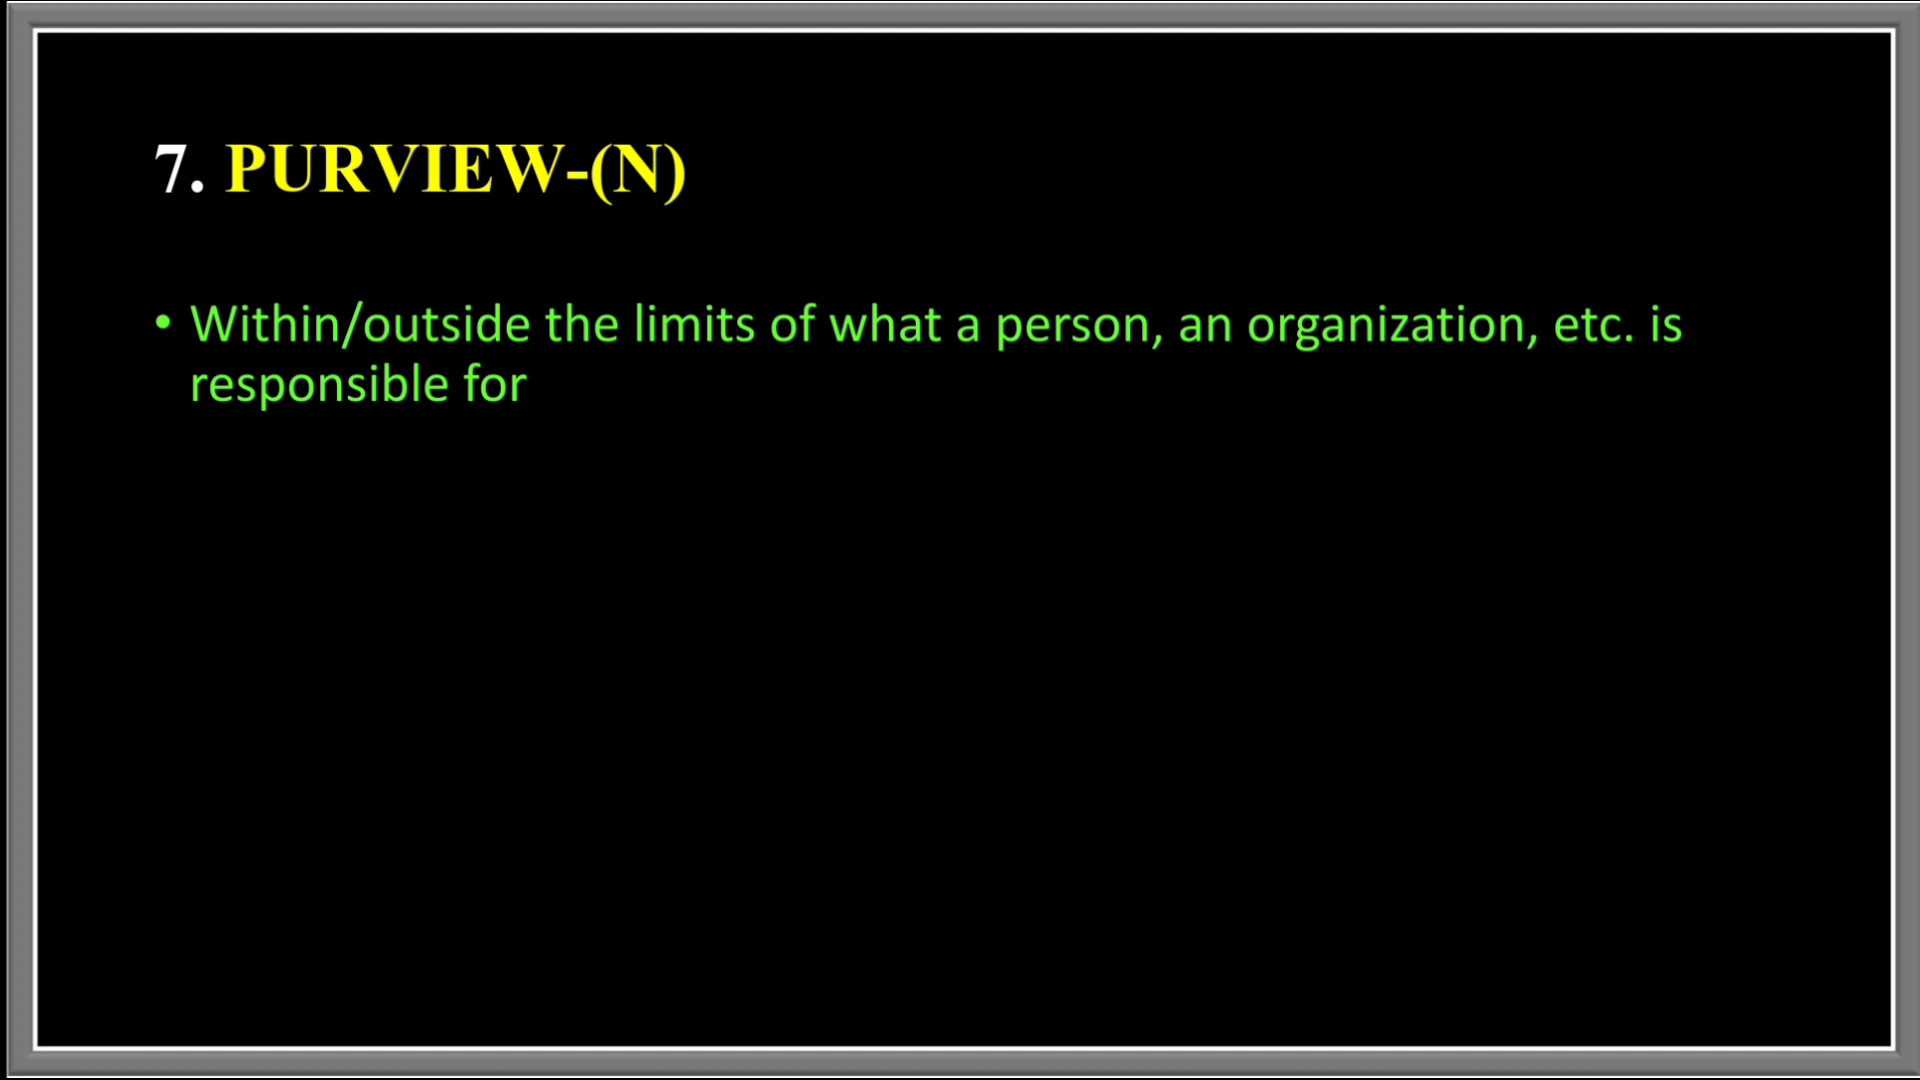 7. PURVIEW-(N)
• Within/outside the limits of what a person, an organization, etc. is
responsible for